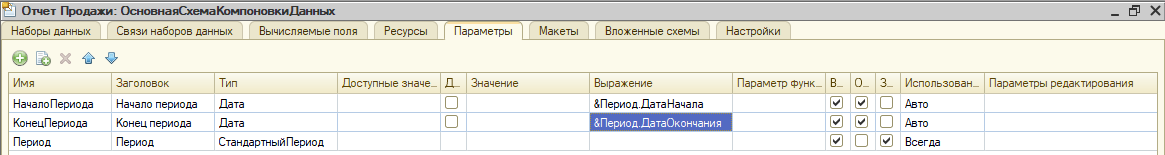 Отчет Продажи: ОсновнаяСхемаКомпоновкиДанных
Наборы данных Связи наборов данных Вычисляемые поля Ресурсы Параметры Макеты Вложенные схемы Настройки
Имя Заголовок Тип Доступные значе... Д... Значение Выражение Параметр функ... В... О... З... Использован... Параметры редактирования
НачалоПериода Начало периода Дата &Период.ДатаНачала Авто
КонецПериода Конец периода Дата &Период.ДатаОкончания Авто
Период Период СтандартныйПериод Всегда